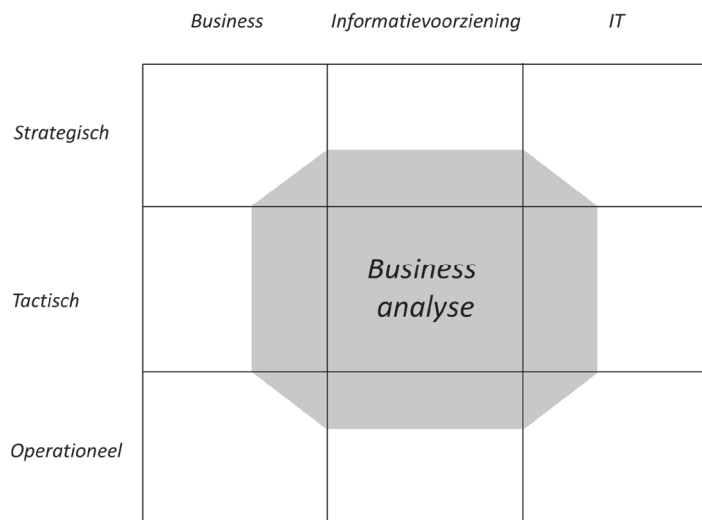 Business Informatievoorziening IT
Strategisch
Business
analyse
Tactisch
Operationeel